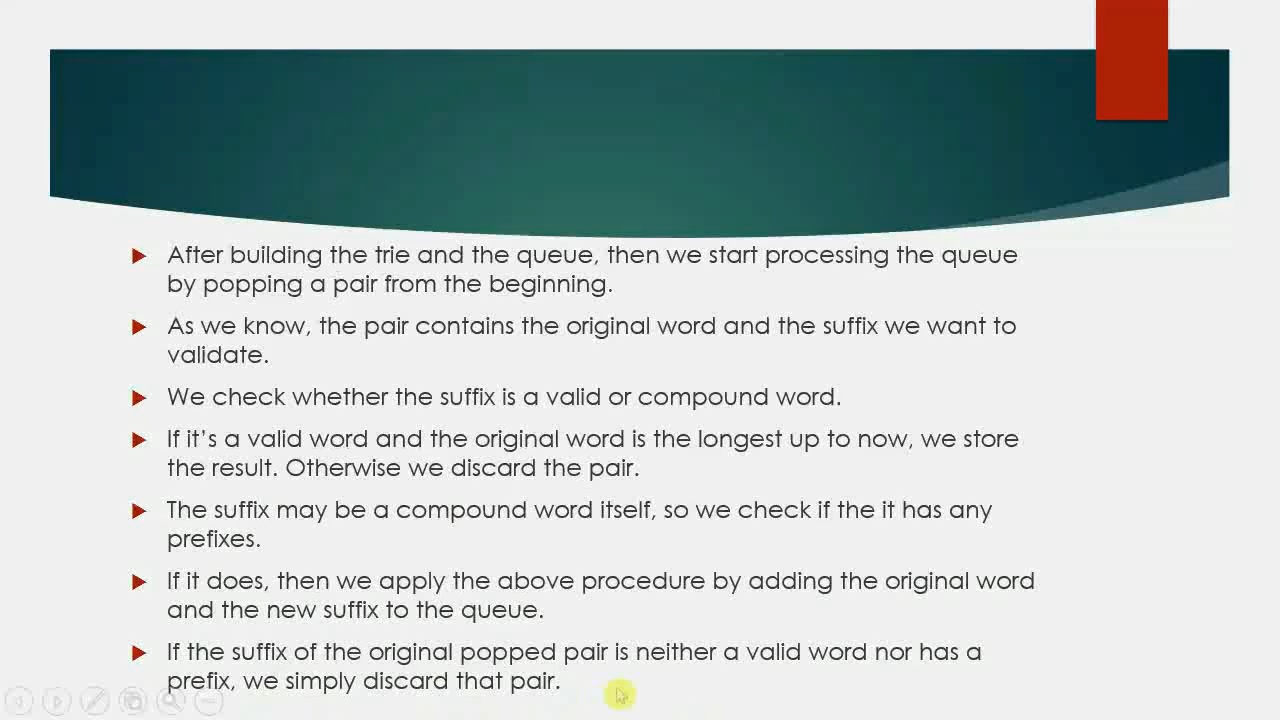 After building the trie and the queue, then we start processing the queue
by popping a pair from the beginning.
As we know, the pair contains the original word and the suffix we want to
validate.
We check whether the suffix is a valid or compound word.
If it’s a valid word and the original word is the longest up to now, we store
the result. Otherwise we discard the pair.
The suffix may be a compound word itself, so we check if the it has any
prefixes.
If it does, then we apply the above procedure by adding the original word
and the new suffix to the queue.
If the suffix of the original popped pair is neither a valid word nor has a
prefix, we simply discard that pair.